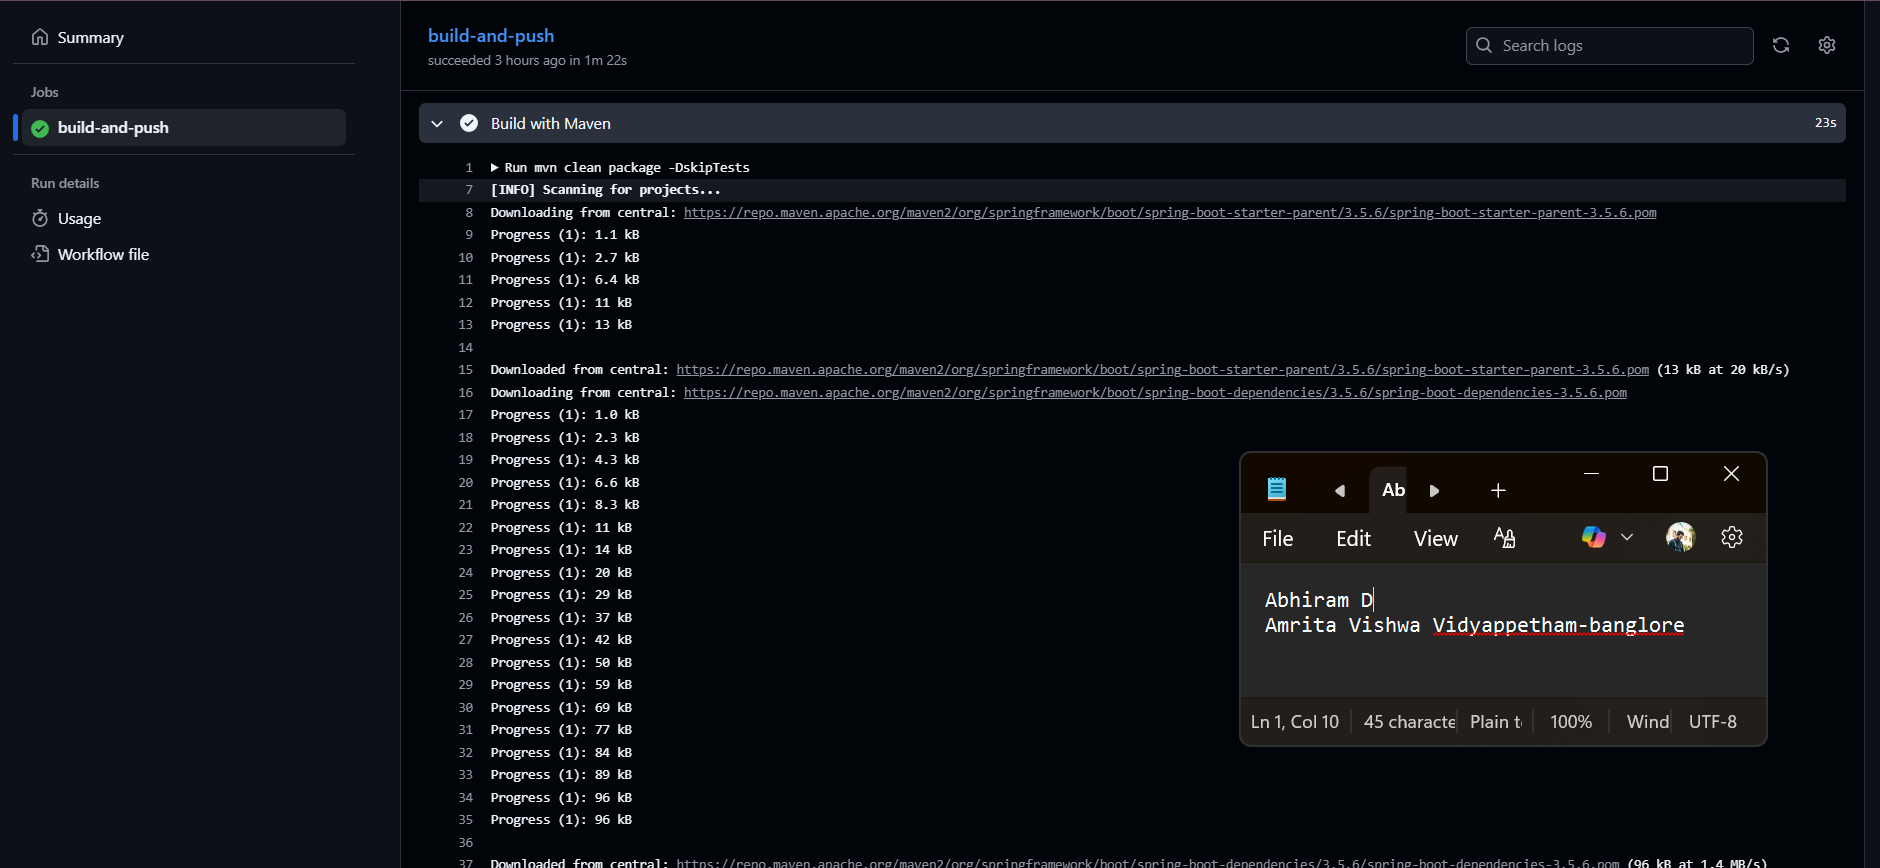 Summary
Jobs
build-and-push
Run details
Usage
Workflow file
build-and-push
succeeded 3 hours ago in 1m 22s
Search logs
Build with Maven
23s
1 Run mvn clean package -DskipTests
7 [INFO] Scanning for projects...
8 Downloading from central: https://repo.maven.apache.org/maven2/org/springframework/boot/spring-boot-starter-parent/3.5.6/spring-boot-starter-parent-3.5.6.pom
9 Progress (1): 1.1 kB
10 Progress (1): 2.7 kB
11 Progress (1): 6.4 kB
12 Progress (1): 11 kB
13 Progress (1): 13 kB
14
15 Downloaded from central: https://repo.maven.apache.org/maven2/org/springframework/boot/spring-boot-starter-parent/3.5.6/spring-boot-starter-parent-3.5.6.pom (13 kB at 20 kB/s)
16 Downloading from central: https://repo.maven.apache.org/maven2/org/springframework/boot/spring-boot-dependencies/3.5.6/spring-boot-dependencies-3.5.6.pom
17 Progress (1): 1.0 kB
18 Progress (1): 2.3 kB
19 Progress (1): 4.3 kB
20 Progress (1): 6.6 kB
21 Progress (1): 8.3 kB
22 Progress (1): 11 kB
23 Progress (1): 14 kB
24 Progress (1): 20 kB
25 Progress (1): 29 kB
26 Progress (1): 37 kB
27 Progress (1): 42 kB
28 Progress (1): 50 kB
29 Progress (1): 59 kB
30 Progress (1): 69 kB
31 Progress (1): 77 kB
32 Progress (1): 84 kB
33 Progress (1): 89 kB
34 Progress (1): 96 kB
35 Progress (1): 96 kB
36
37 Downloaded from central: https://repo.maven.apache.org/maven2/org/springframework/boot/spring-boot-dependencies/3.5.6/spring-boot-dependencies-3.5.6.pom (96 kB at 1.4 MB/s)
Ab
File Edit View
Abhiram D
Amrita Vishwa Vidyappetham-banglore
Ln 1, Col 10 45 characte Plain t 100% Wind UTF-8